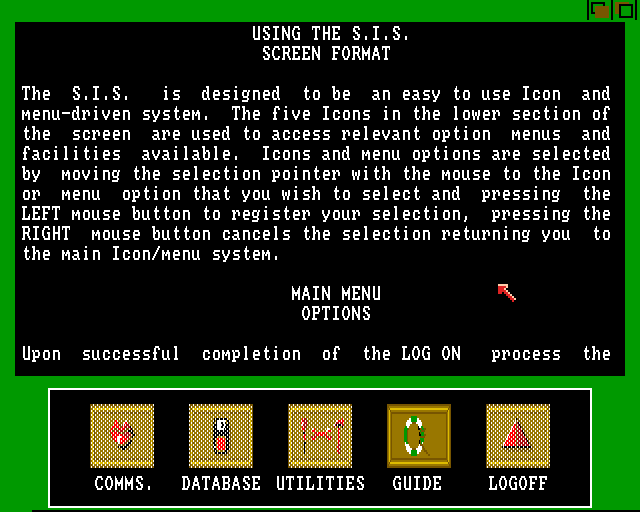 USING THE S.I.S.
SCREEN FORMAT
The S.I.S. is designed to be an easy to use Icon and
menu-driven system. The five Icons in the lower section of
the screen are used to access relevant option menus and
facilities available. Icons and menu options are selected
by moving the selection pointer with the mouse to the Icon
or menu option that you wish to select and pressing the
LEFT mouse button to register your selection, pressing the
RIGHT mouse button cancels the selection returning you to
the main Icon/menu system.
MAIN MENU
OPTIONS
Upon successful completion of the LOG ON process the
COMMS. DATABASE UTILITIES GUIDE LOGOFF